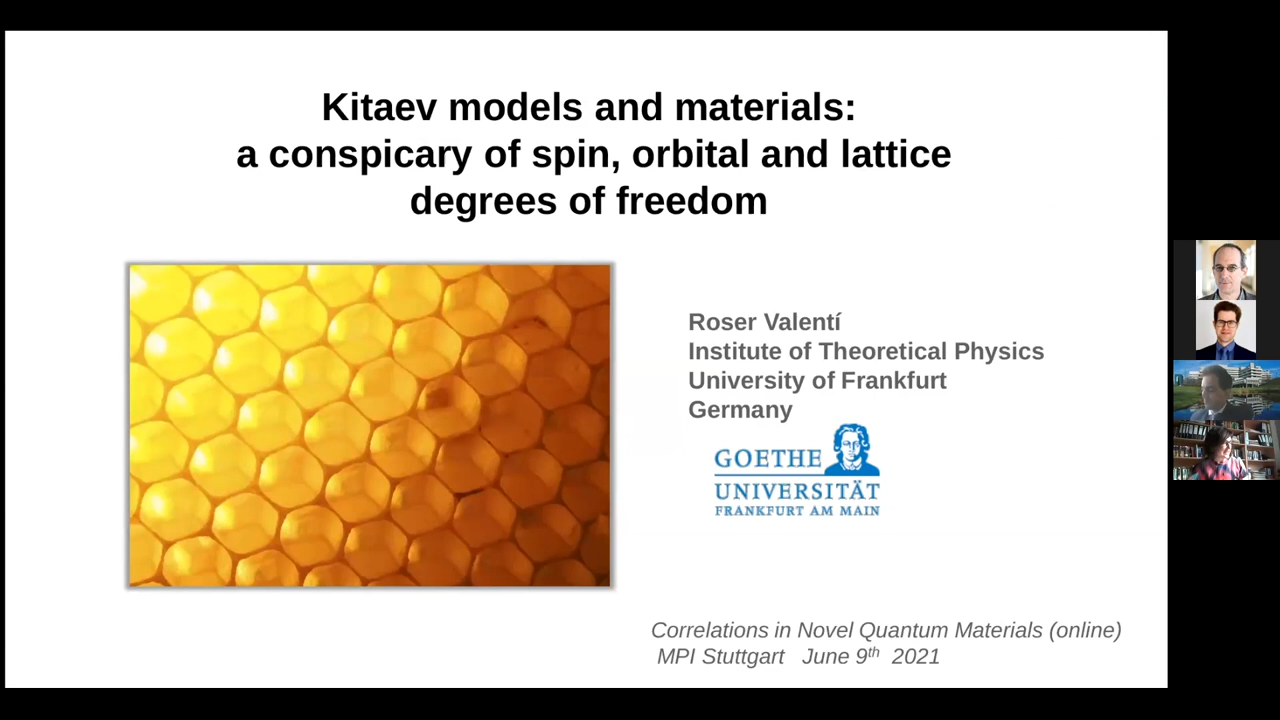 Kitaev models and materials:
a conspicary of spin, orbital and lattice
degrees of freedom
Roser Valentí
Institute of Theoretical Physics
University of Frankfurt
Germany
GOETHE
UNIVERSITÄT
FRANKFURT AM MAIN
Correlations in Novel Quantum Materials (online)
MPI Stuttgart June 9th 2021